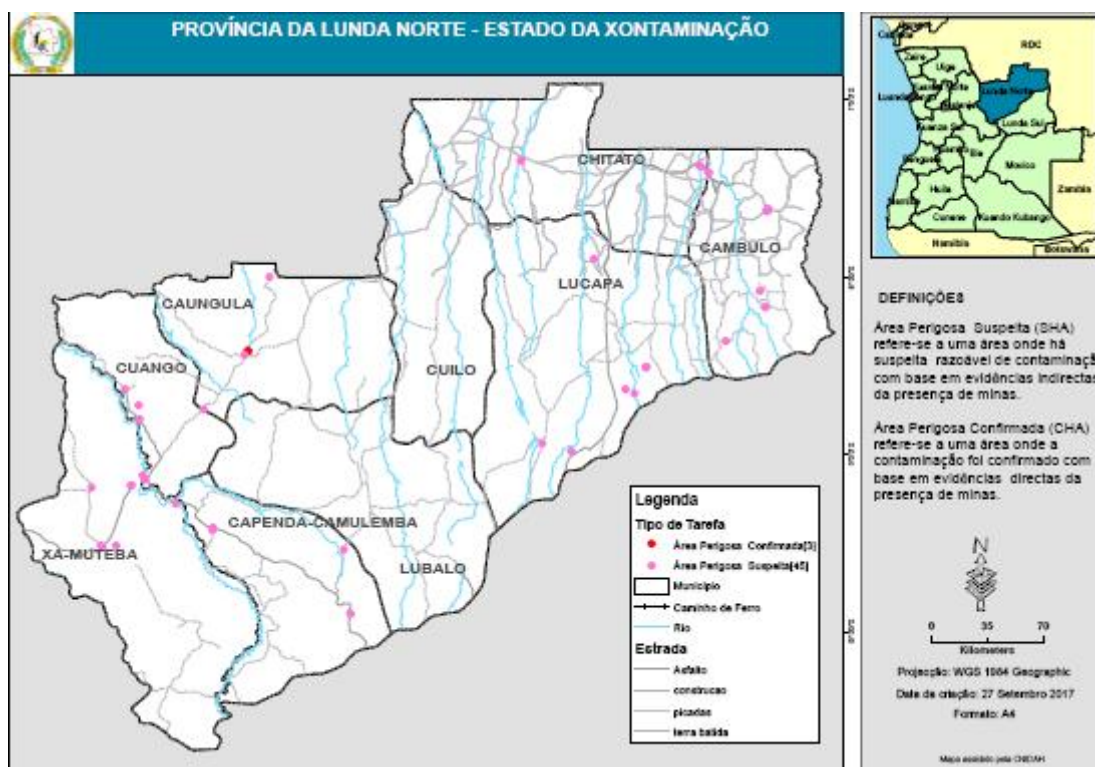 PROVÍNCIA DA LUNDA NORTE - ESTADO DA XONTAMINAÇÃO
CHITATO
CAMBULO
LUCAPA
CAUNGULA
CUILO
CUANGO
CAPENDA-CAMULEMBA
LUBALO
XÁ-MUTEBA
Legenda
Tipo de Tarefa
Área Perigosa Confirmada[3]
Área Perigosa Suspeita[45]
Município
Caminho de Ferro
Rio
Estrada
Asfalto
construcao
picadas
terra batida
RDC
Zaire
Uige
Lunda Norte
Lunda Sul
Bie
Moxico
Zambia
Huila
Cunene
Kuando Kubango
Namibia
Botswana
DEFINIÇÕES
Área Perigosa Suspeita (SHA)
refere-se a uma área onde há
suspeita razoável de contaminaçã
com base em evidências indirectas
da presença de minas.
Área Perigosa Confirmada (CHA)
refere-se a uma área onde a
contaminação foi confirmado com
base em evidências directas da
presença de minas.
N
0 35 70
Kilometers
Projecção: WGS 1984 Geographic
Data de criação: 27 Setembro 2017
Formato: A4